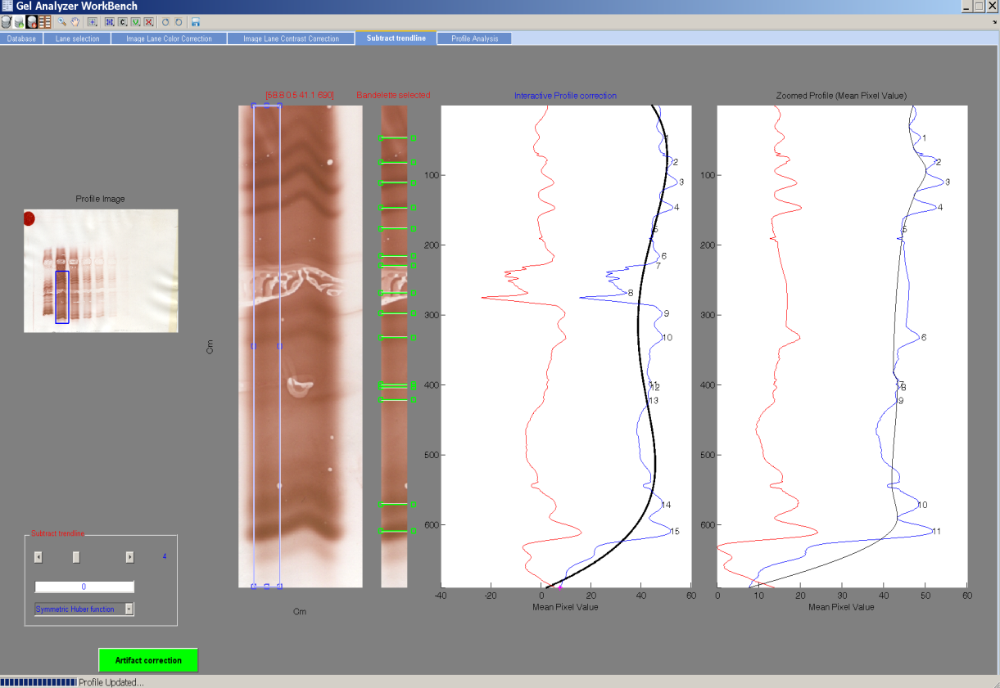 Gel Analyzer WorkBench
Database
Lane selection
Image Lane Color Correction
Image Lane Contrast Correction
Subtract trendline
Profile Analysis
[58.8 0.5 41.1 690]
Bandelette selected
Interactive Profile correction
Zoomed Profile (Mean Pixel Value)
Profile Image
Cm
Cm
100
200
300
400
500
600
1
2
3
4
5
6
7
8
9
10
11
12
13
14
15
-40
-20
0
20
40
60
Mean Pixel Value
100
200
300
400
500
600
1
2
3
4
5
6
7
8
9
10
11
0
10
20
30
40
50
60
Mean Pixel Value
Subtract trendline
4
0
Symmetric Huber function
Artifact correction
Profile Updated...